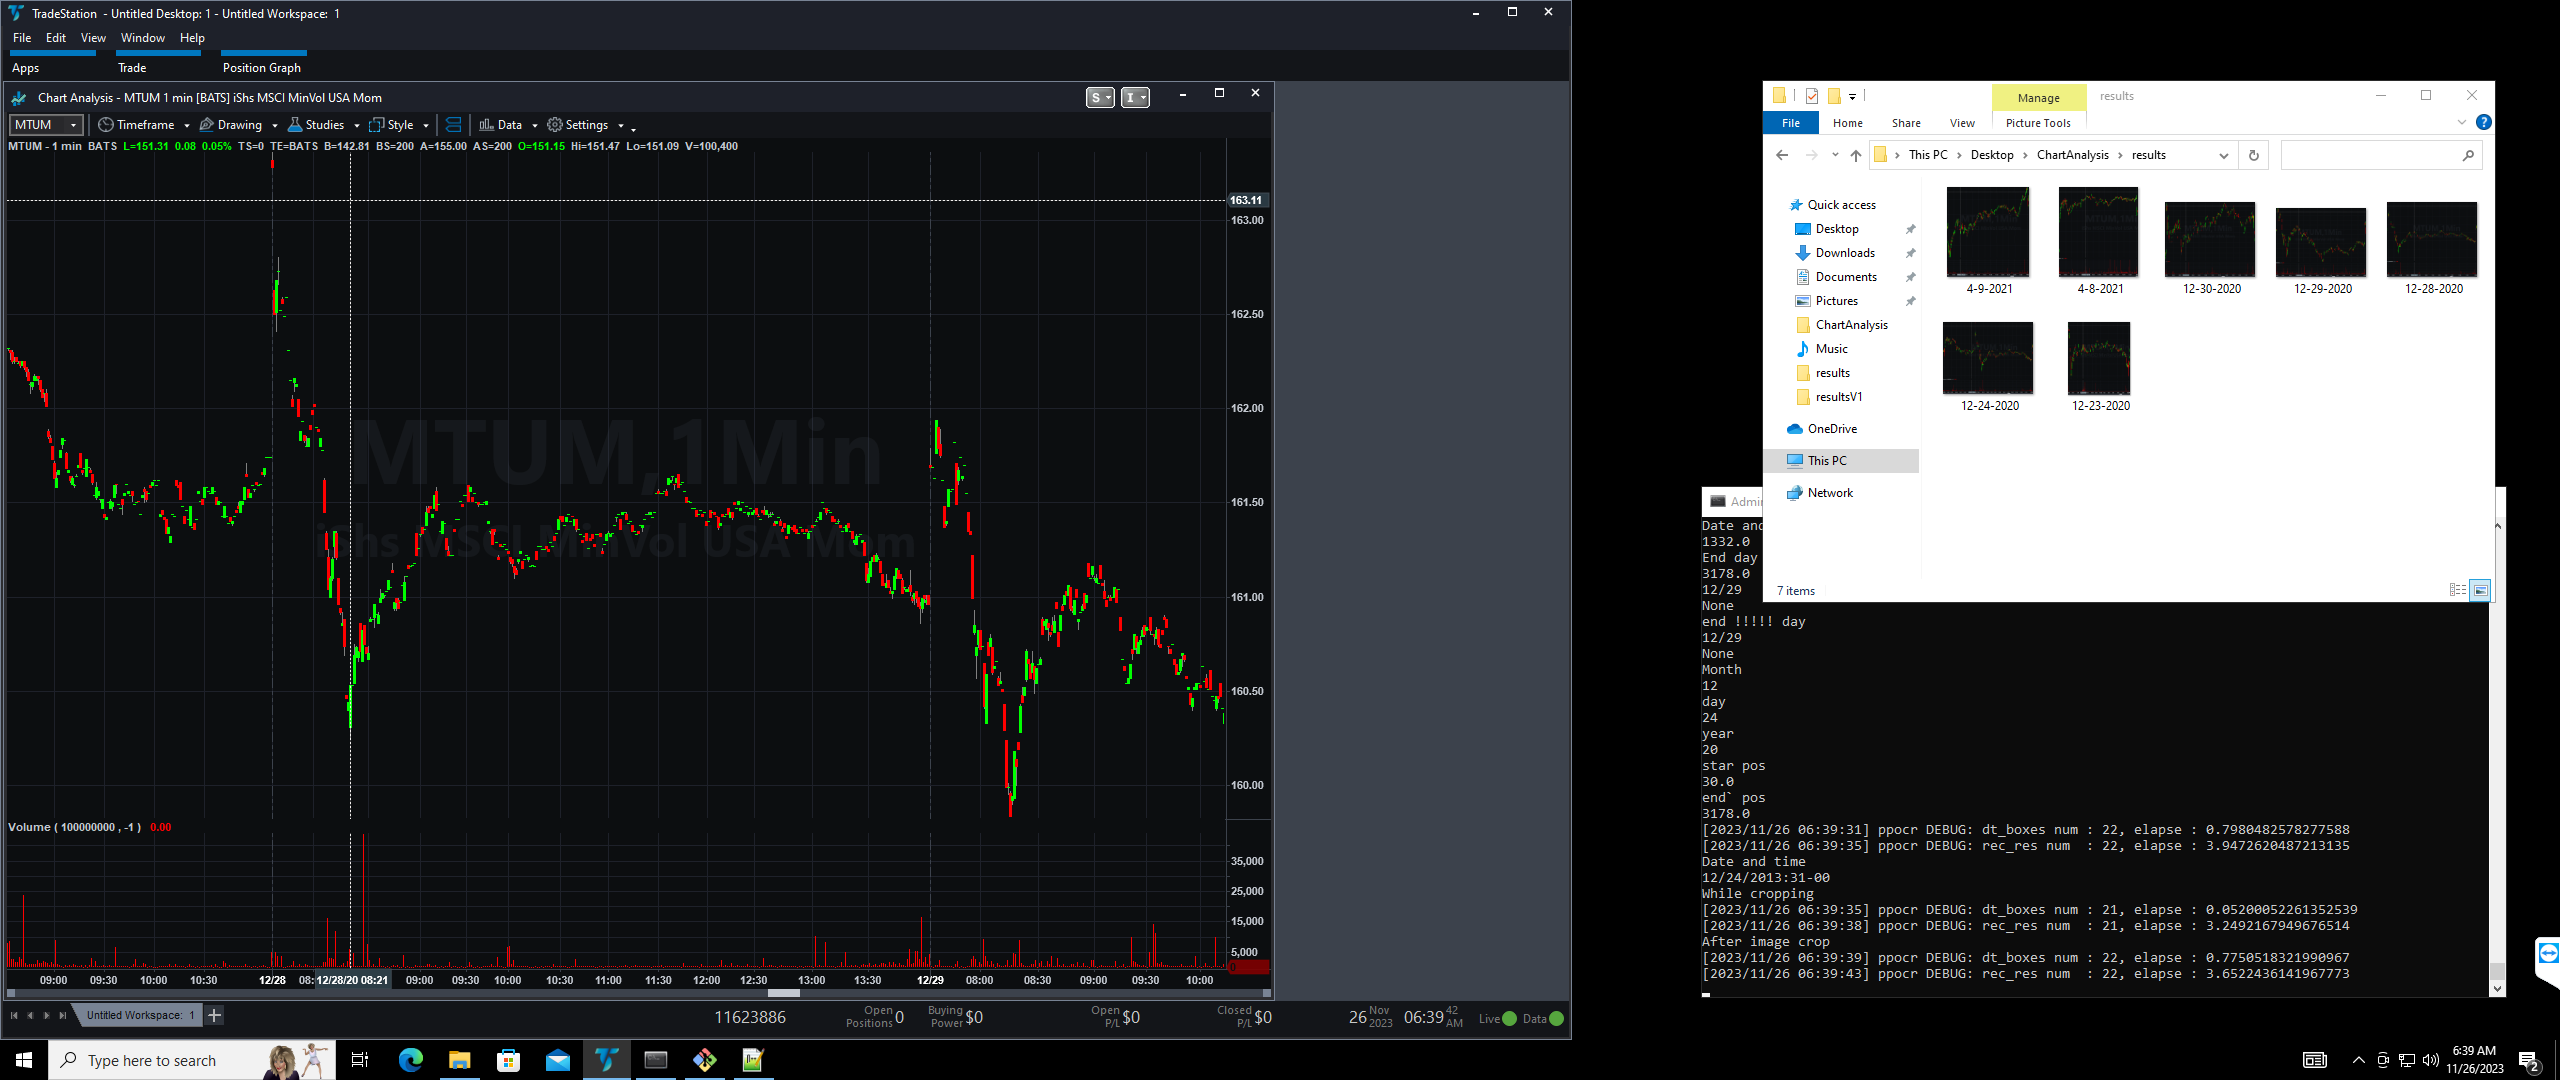 TradeStation - Untitled Desktop: 1 - Untitled Workspace: 1
File Edit View Window Help
Apps Trade Position Graph
Chart Analysis - MTUM 1 min [BATS] iShs MSCI MinVol USA Mom
S I
MTUM Timeframe Drawing Studies Style Data Settings
MTUM - 1 min BATS L=151.31 0.08 0.05% TS=0 TE=BATS B=142.81 BS=200 A=155.00 AS=200 O=151.15 Hi=151.47 Lo=151.09 V=100,400
163.11
163.00
162.50
162.00
161.50
161.00
160.50
160.00
MTUM,1Min
iShs MSCI MinVol USA Mom
Volume ( 100000000 , -1 ) 0.00
35,000
25,000
15,000
5,000
09:00 09:30 10:00 10:30 12/28 08: 12/28/20 08:21 09:00 09:30 10:00 10:30 11:00 11:30 12:00 12:30 13:00 13:30 12/29 08:00 08:30 09:00 09:30 10:00
Untitled Workspace: 1
11623886
Open Positions 0
Buying Power $0
Open P/L $0
Closed P/L $0
26 Nov 2023
06:39 42 AM
Live Data
Type here to search
Manage results
File Home Share View Picture Tools
This PC Desktop ChartAnalysis results
Quick access
Desktop
Downloads
Documents
Pictures
ChartAnalysis
Music
results
resultsV1
OneDrive
This PC
Network
4-9-2021 4-8-2021 12-30-2020 12-29-2020 12-28-2020
12-24-2020 12-23-2020
7 items
Admin
Date and
1332.0
End day
3178.0
12/29
None
end !!!!! day
12/29
None
Month
12
day
24
year
20
star pos
30.0
end` pos
3178.0
[2023/11/26 06:39:31] ppocr DEBUG: dt_boxes num : 22, elapse : 0.7980482578277588
[2023/11/26 06:39:35] ppocr DEBUG: rec_res num  : 22, elapse : 3.9472620487213135
Date and time
12/24/2013:31-00
While cropping
[2023/11/26 06:39:35] ppocr DEBUG: dt_boxes num : 21, elapse : 0.05200052261352539
[2023/11/26 06:39:38] ppocr DEBUG: rec_res num  : 21, elapse : 3.2492167949676514
After image crop
[2023/11/26 06:39:39] ppocr DEBUG: dt_boxes num : 22, elapse : 0.7750518321990967
[2023/11/26 06:39:43] ppocr DEBUG: rec_res num  : 22, elapse : 3.6522436141967773
6:39 AM
11/26/2023
2